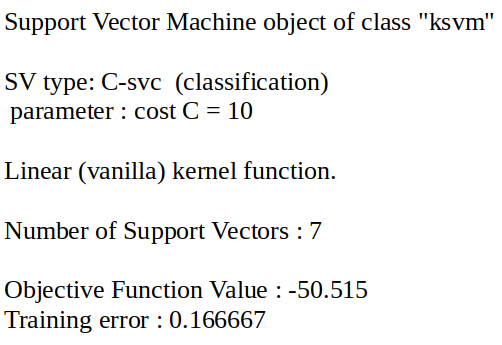 Support Vector Machine object of class "ksvm"
SV type: C-svc (classification)
parameter : cost C = 10
Linear (vanilla) kernel function.
Number of Support Vectors : 7
Objective Function Value : -50.515
Training error : 0.166667